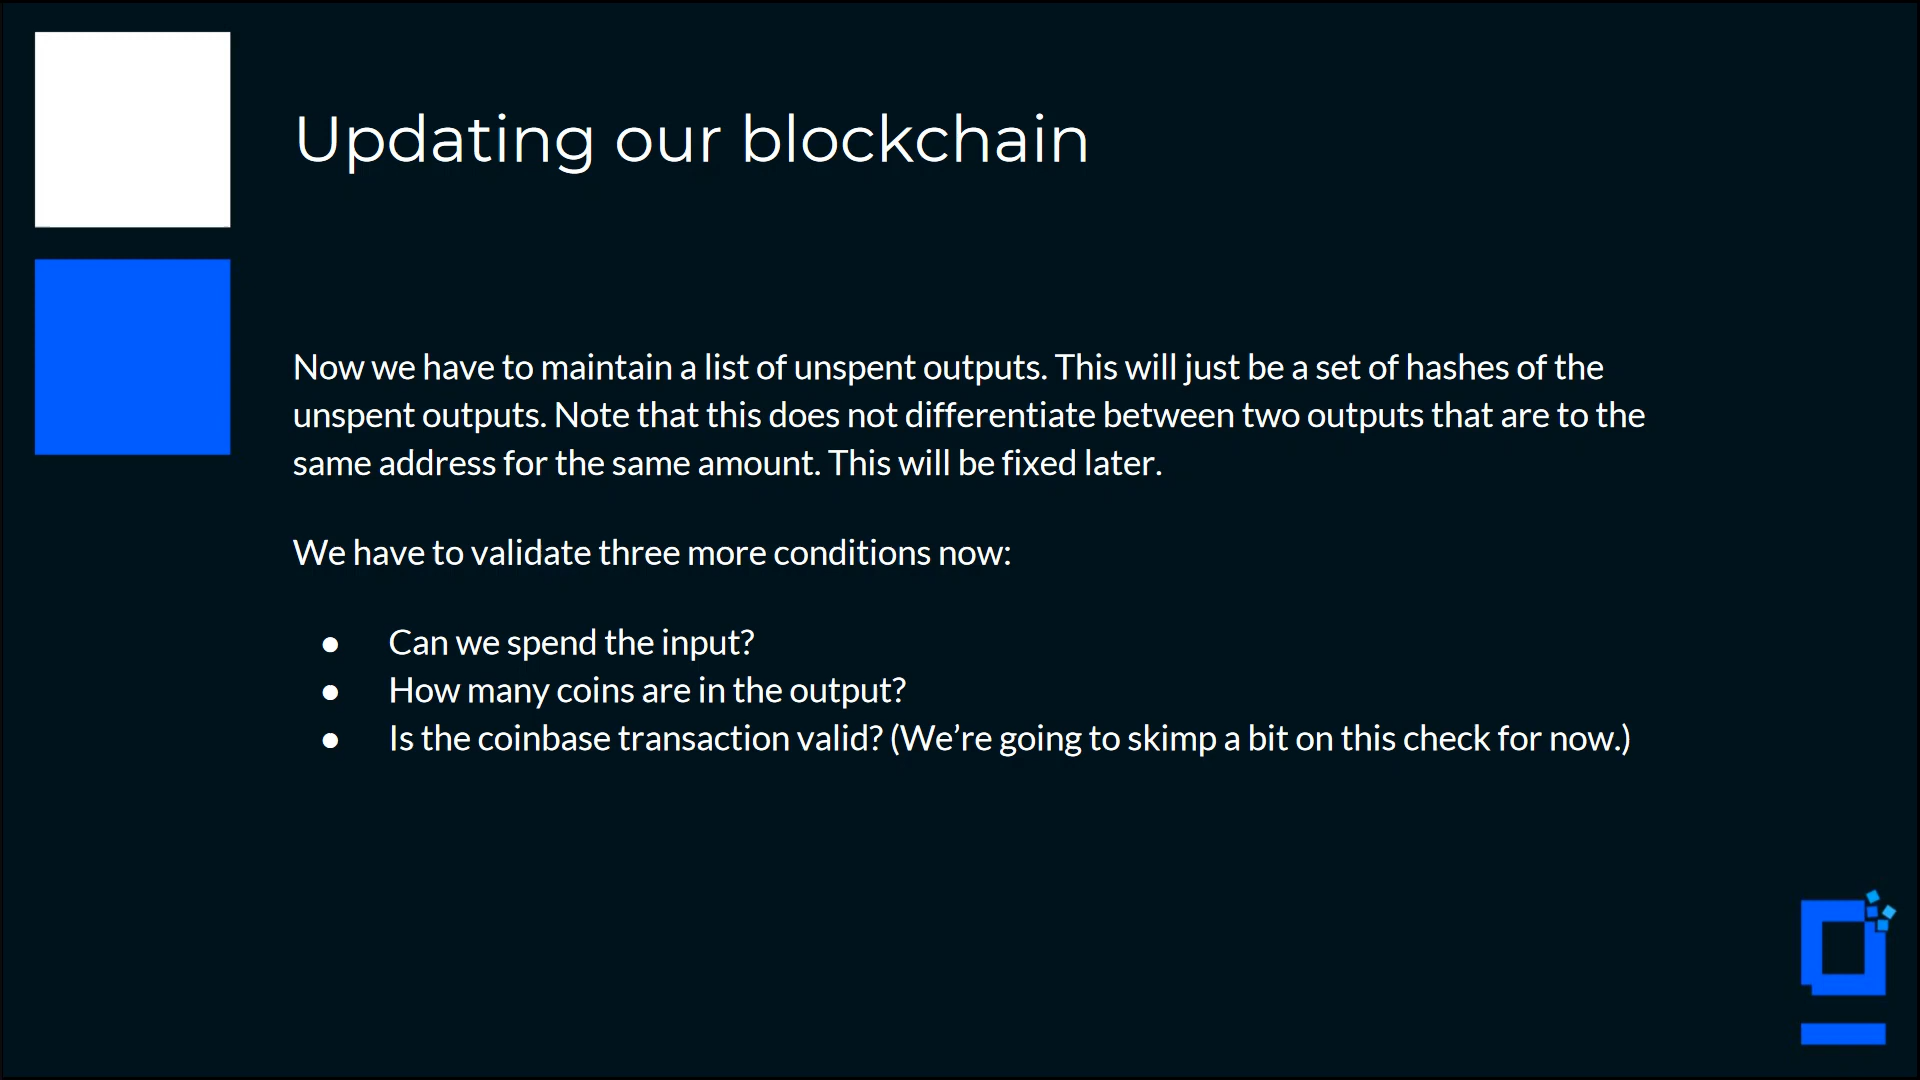 Updating our blockchain
Now we have to maintain a list of unspent outputs. This will just be a set of hashes of the
unspent outputs. Note that this does not differentiate between two outputs that are to the
same address for the same amount. This will be fixed later.
We have to validate three more conditions now:
● Can we spend the input?
● How many coins are in the output?
● Is the coinbase transaction valid? (We’re going to skimp a bit on this check for now.)